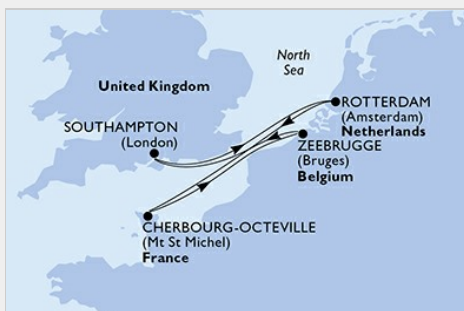 North
Sea
United Kingdom
SOUTHAMPTON
(London)
ROTTERDAM
(Amsterdam)
Netherlands
ZEEBRUGGE
(Bruges)
Belgium
CHERBOURG-OCTEVILLE
(Mt St Michel)
France